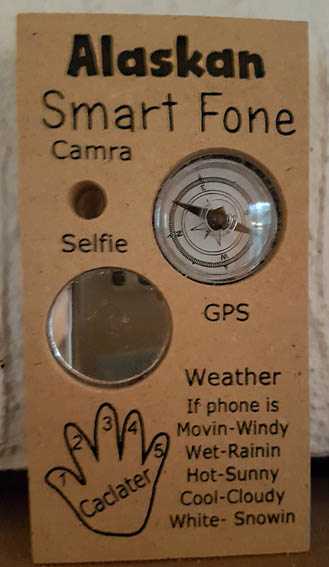 Alaskan
Smart Fone
Camra
Selfie
GPS
Weather
If phone is
Movin-Windy
Wet-Rainin
Hot-Sunny
Cool-Cloudy
White- Snowin
1 2 3 4 5
Caclater